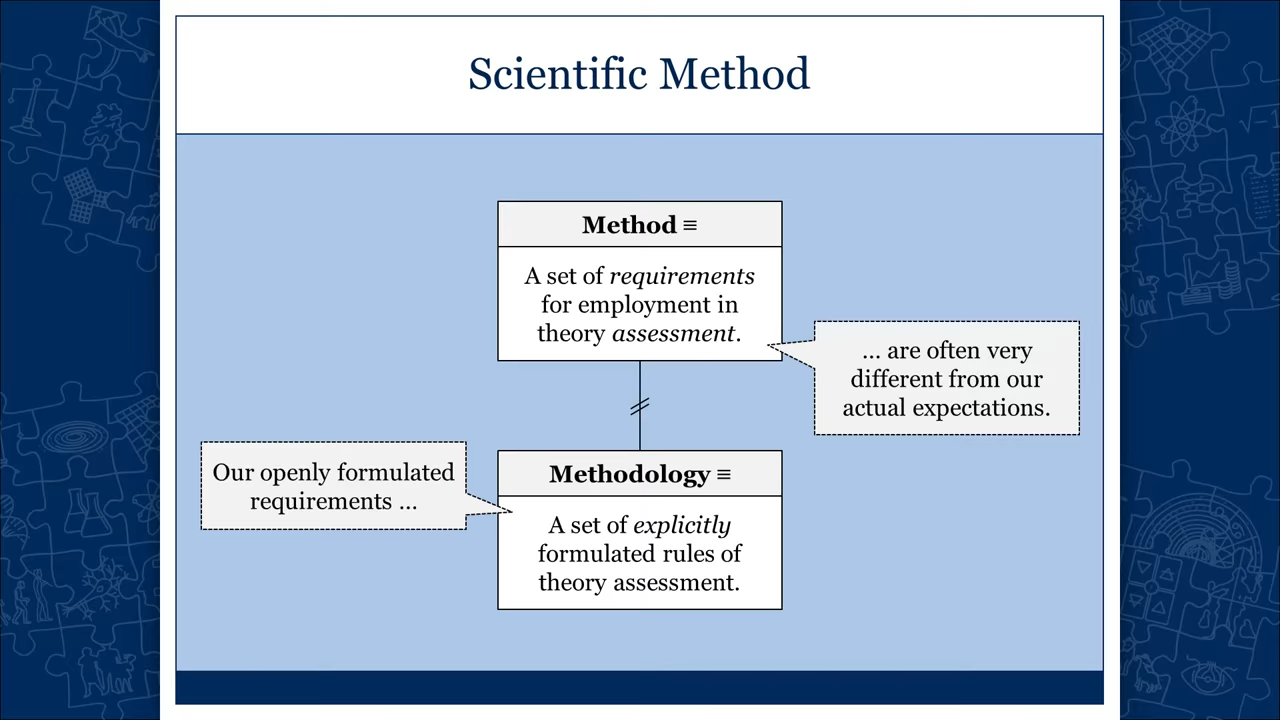 Scientific Method
Method ≡
A set of requirements
for employment in
theory assessment.
... are often very
different from our
actual expectations.
Our openly formulated
requirements ...
Methodology ≡
A set of explicitly
formulated rules of
theory assessment.